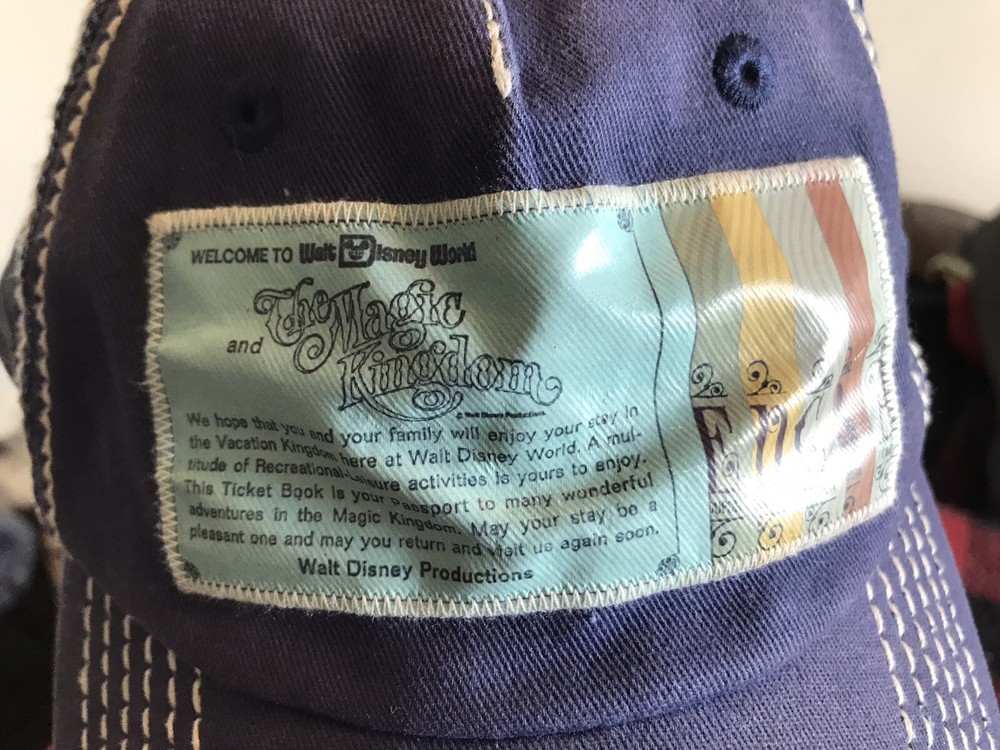 WELCOME TO Walt Disney World
and The Magic Kingdom
© Walt Disney Productions
We hope that you and your family will enjoy your stay in
the Vacation Kingdom here at Walt Disney World. A mul-
titude of Recreational-Leisure activities is yours to enjoy.
This Ticket Book is your Passport to many wonderful
adventures in the Magic Kingdom. May your stay be a
pleasant one and may you return and visit us again soon.
Walt Disney Productions